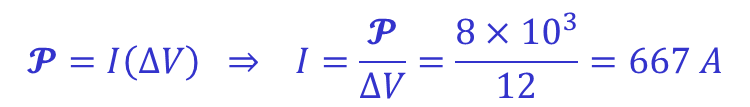 𝓟 = I(ΔV) ⇒ I = 𝓟/ΔV = 8 × 10³/12 = 667 A